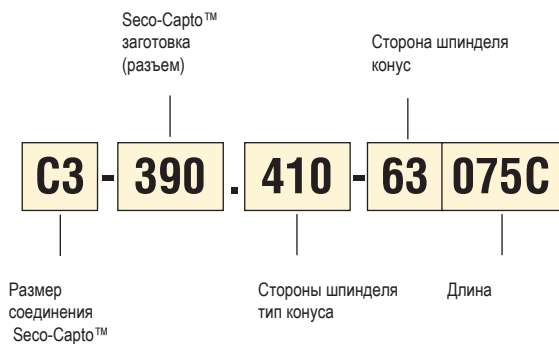 Seco-Capto™
заготовка
(разъем)
Сторона шпинделя
конус
C3 - 390 . 410 - 63 075C
Размер
соединения
Seco-Capto™
Стороны шпинделя
тип конуса
Длина